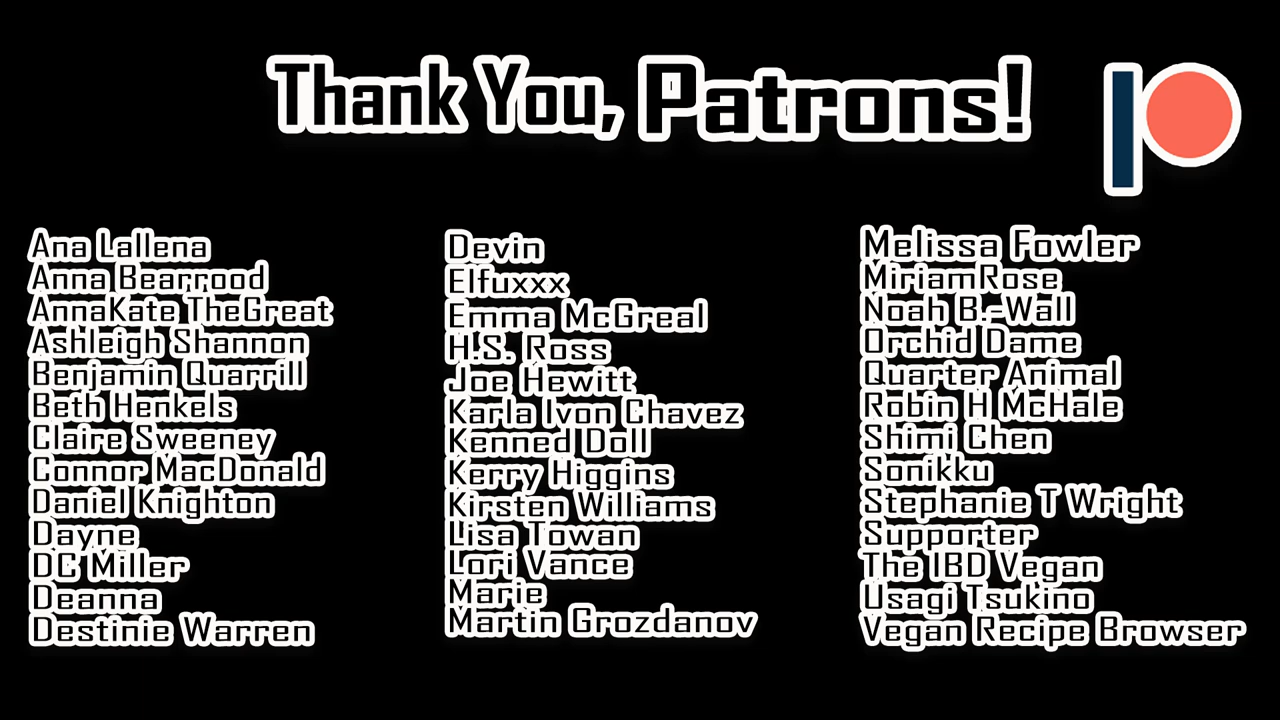 Thank You, Patrons!
Ana Lallena
Anna Bearrood
AnnaKate TheGreat
Ashleigh Shannon
Benjamin Quarrill
Beth Henkels
Claire Sweeney
Connor MacDonald
Daniel Knighton
Dayne
DC Miller
Deanna
Destinie Warren
Devin
Elfuxxx
Emma McGreal
H.S. Ross
Joe Hewitt
Karla Ivon Chavez
Kenned Doll
Kerry Higgins
Kirsten Williams
Lisa Towan
Lori Vance
Marie
Martin Grozdanov
Melissa Fowler
MiriamRose
Noah B.-Wall
Orchid Dame
Quarter Animal
Robin H McHale
Shimi Chen
Sonikku
Stephanie T Wright
Supporter
The IBD Vegan
Usagi Tsukino
Vegan Recipe Browser